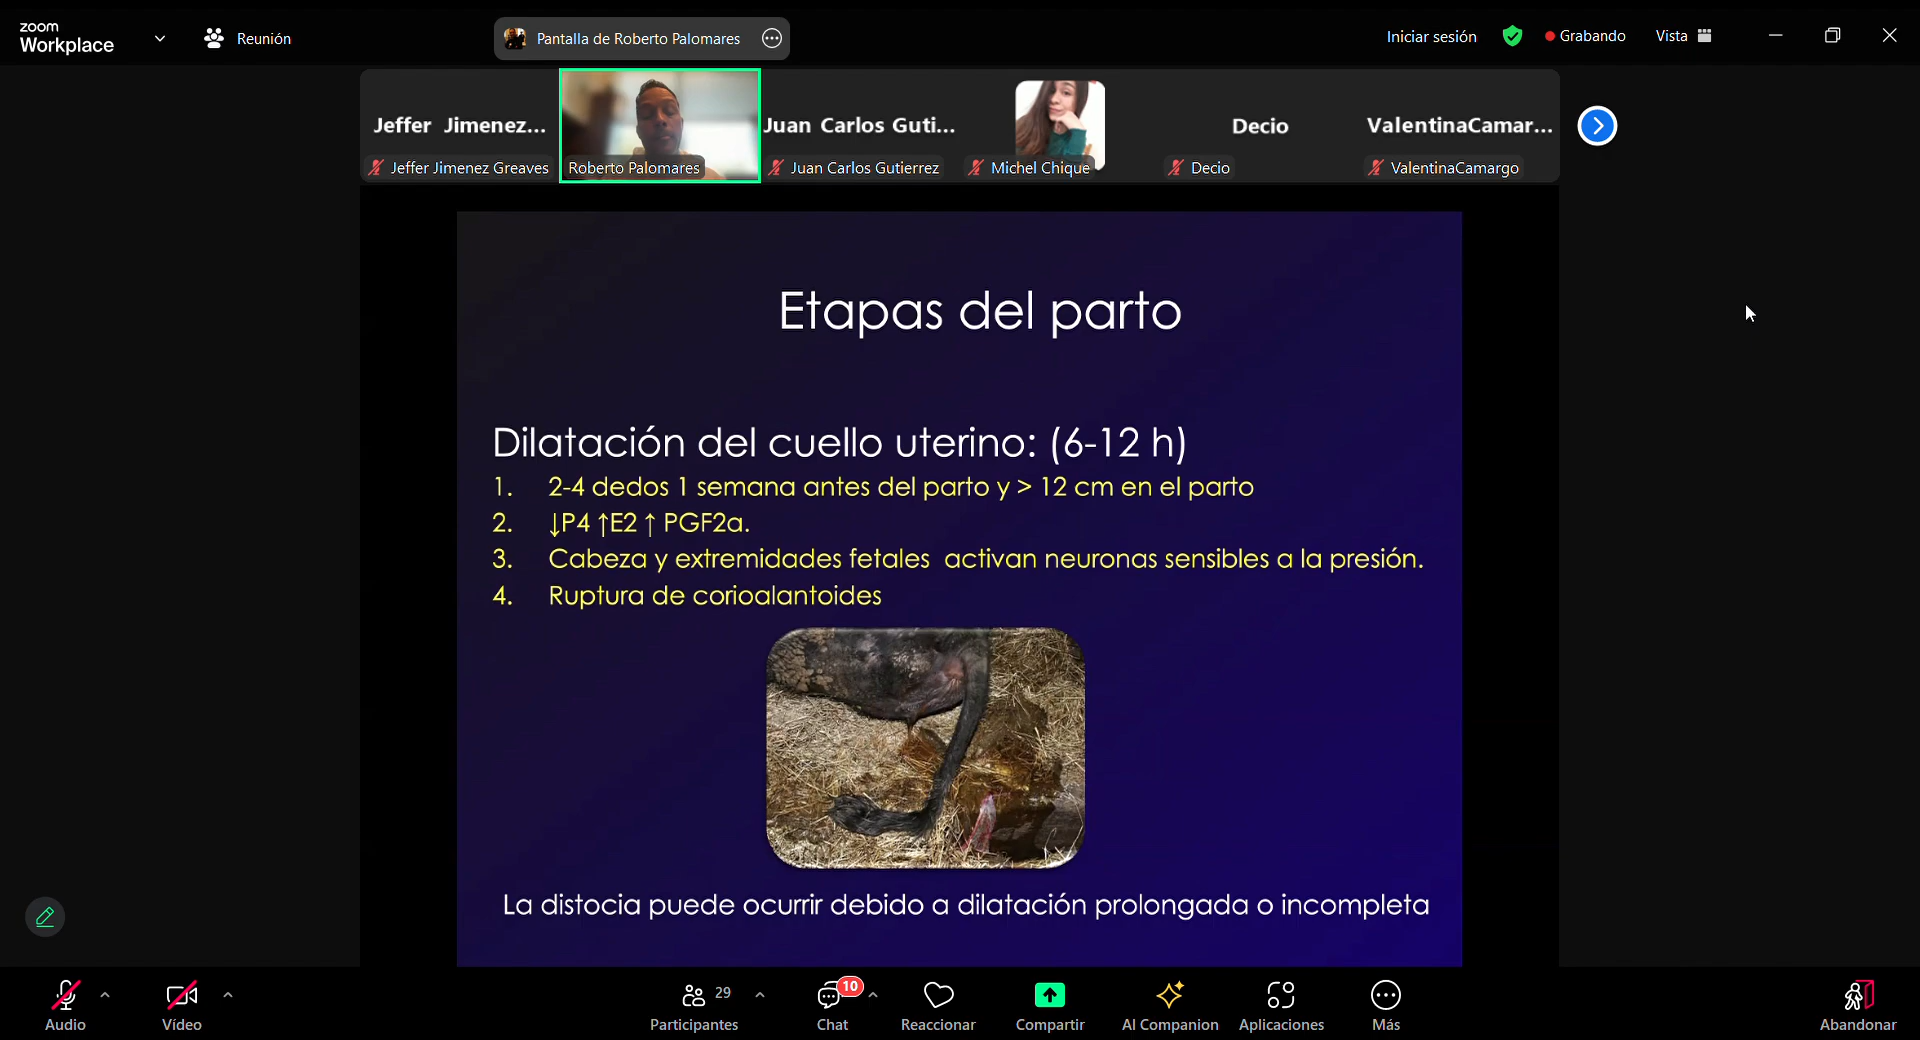 zoom
Workplace
Reunión
Pantalla de Roberto Palomares
Iniciar sesión
Grabando
Vista
Jeffer Jimenez...
Juan Carlos Guti...
Decio
ValentinaCamar...
Jeffer Jimenez Greaves
Roberto Palomares
Juan Carlos Gutierrez
Michel Chique
Decio
ValentinaCamargo
Etapas del parto
Dilatación del cuello uterino: (6-12 h)
1. 2-4 dedos 1 semana antes del parto y > 12 cm en el parto
2. ↓P4 ↑E2 ↑ PGF2a.
3. Cabeza y extremidades fetales activan neuronas sensibles a la presión.
4. Ruptura de corioalantoides
La distocia puede ocurrir debido a dilatación prolongada o incompleta
29
10
Audio
Vídeo
Participantes
Chat
Reaccionar
Compartir
AI Companion
Aplicaciones
Más
Abandonar